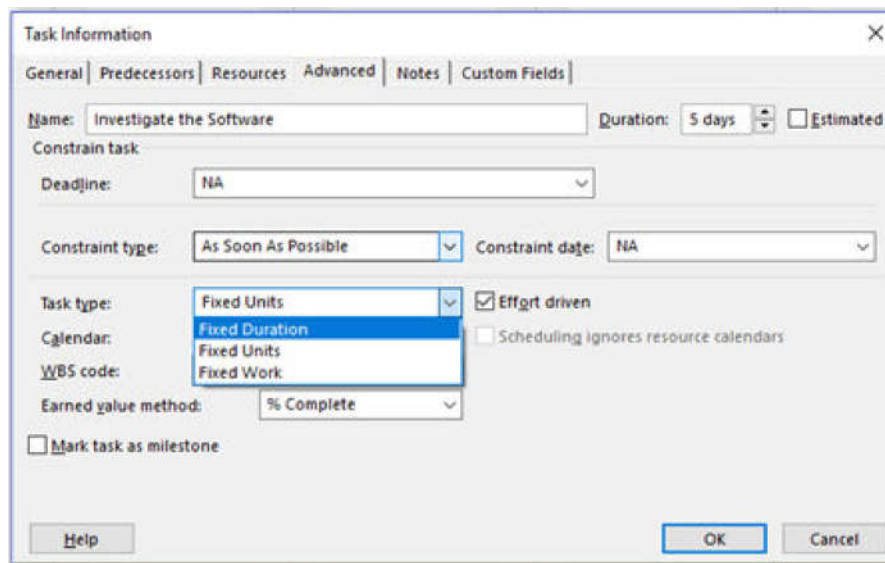 Task Information
General Predecessors Resources Advanced Notes Custom Fields
Name: Investigate the Software Duration: 5 days Estimated
Constrain task
Deadline: NA
Constraint type: As Soon As Possible Constraint date: NA
Task type: Fixed Units Effort driven
Fixed Duration
Calendar: Scheduling ignores resource calendars
Fixed Units
WBS code: Fixed Work
Earned value method: % Complete
Mark task as milestone
Help OK Cancel